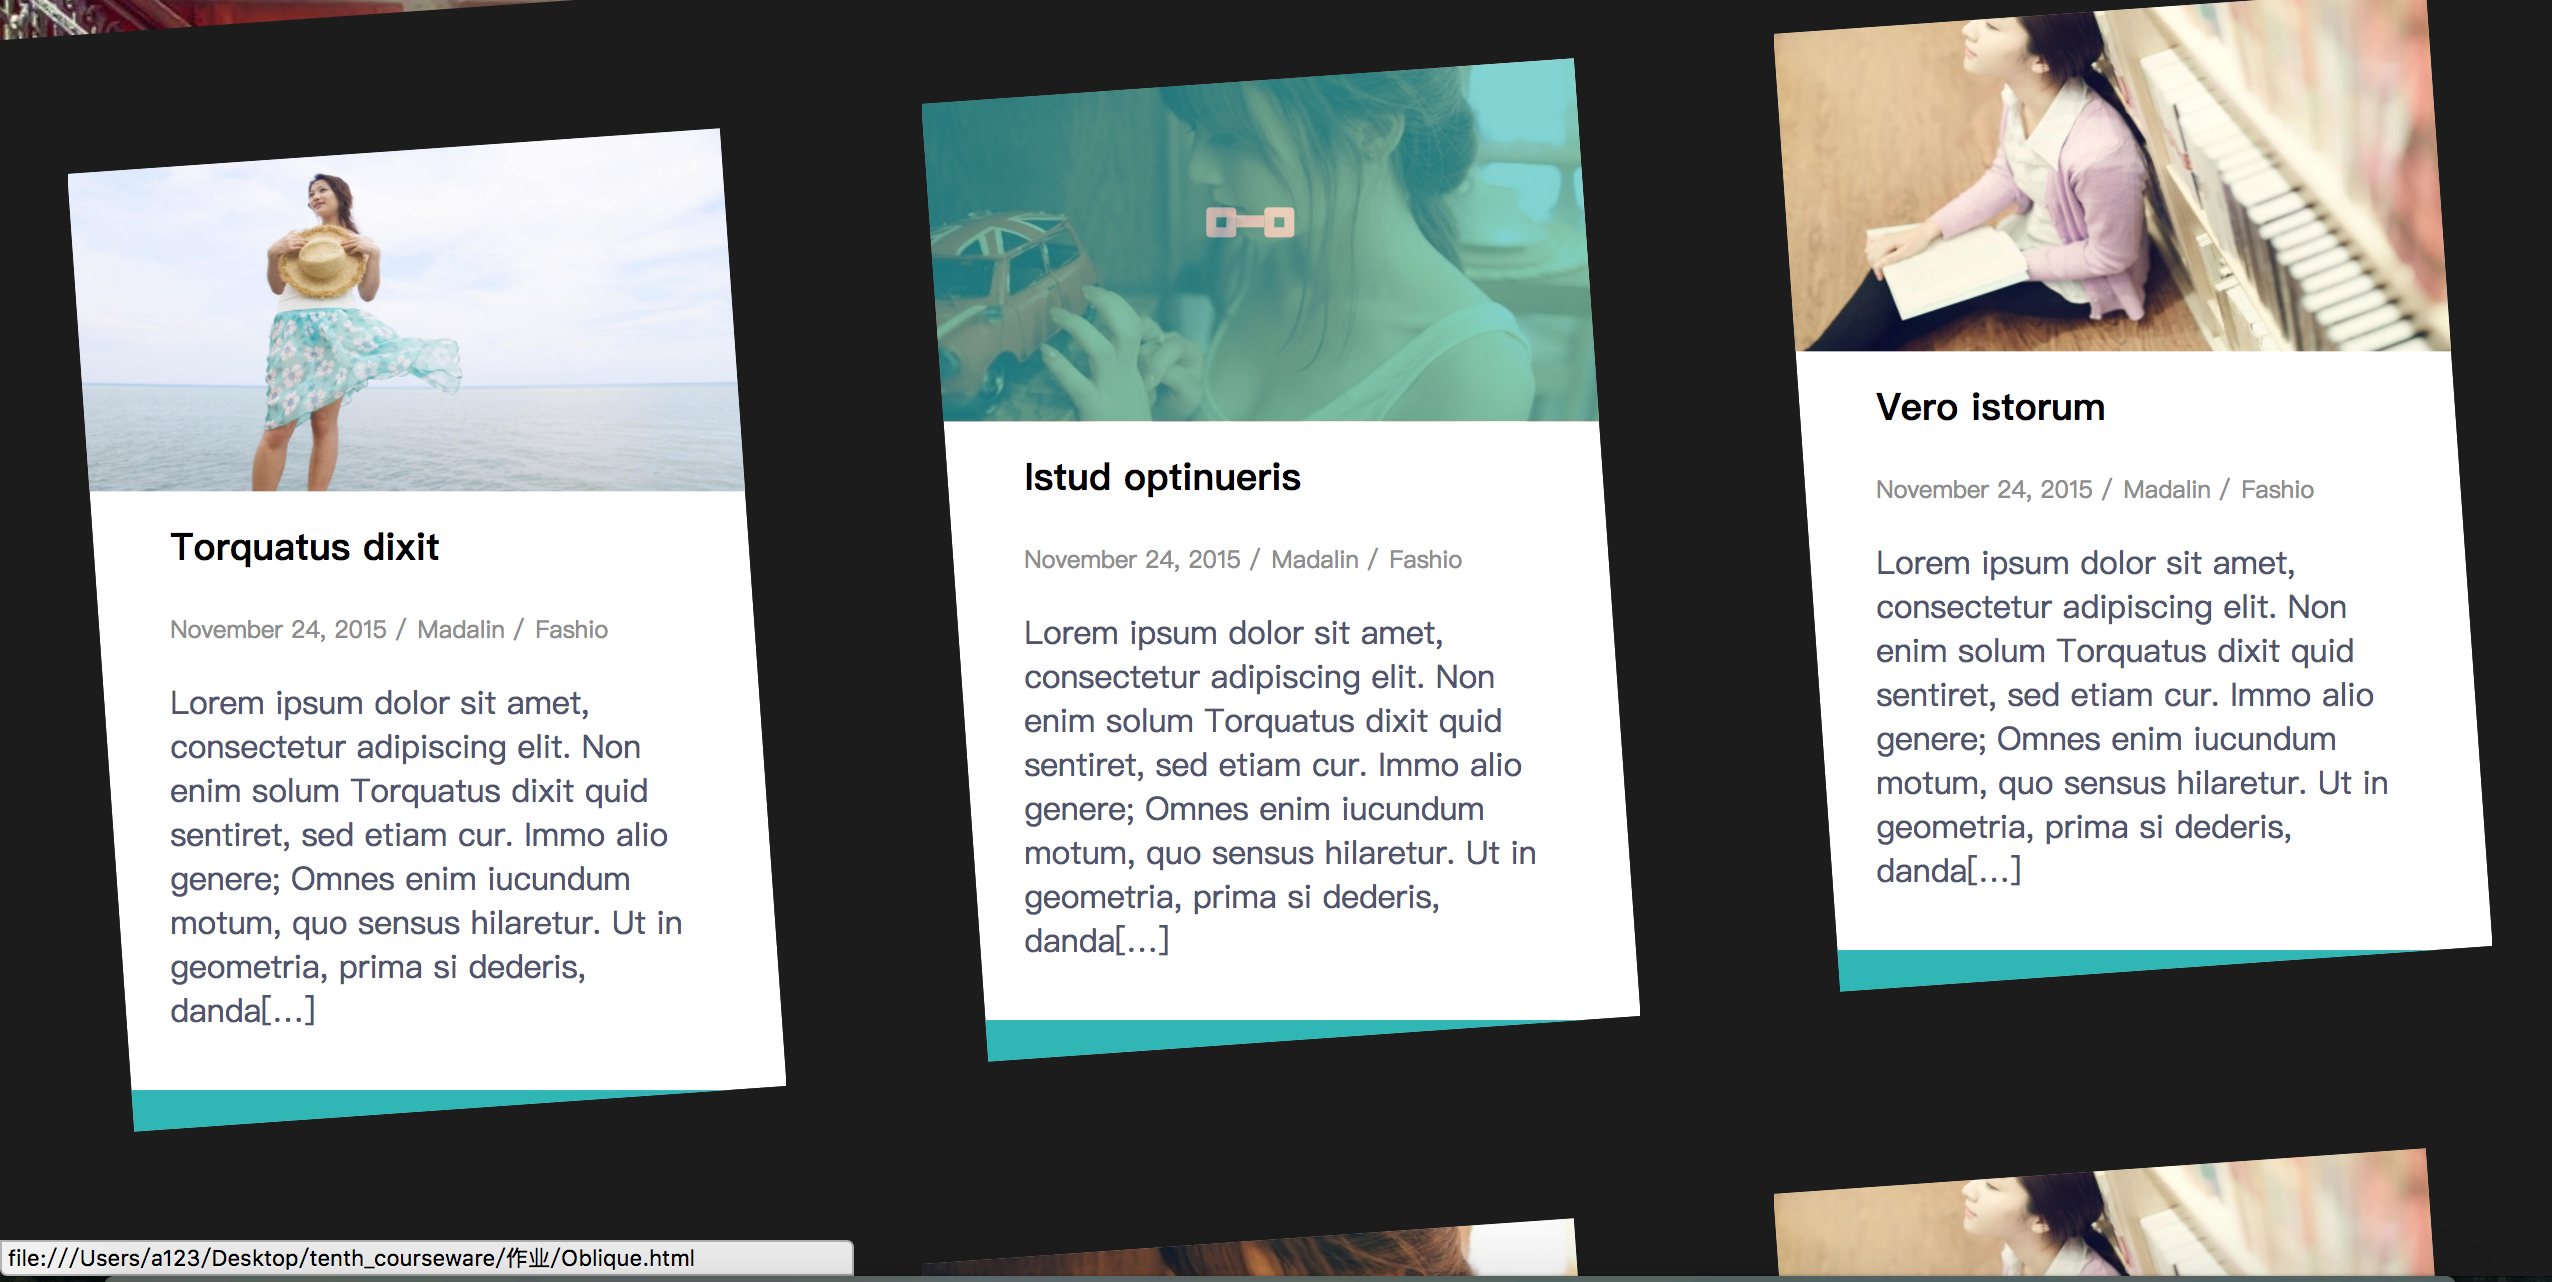 Torquatus dixit
November 24, 2015 / Madalin / Fashio
Lorem ipsum dolor sit amet,
consectetur adipiscing elit. Non
enim solum Torquatus dixit quid
sentiret, sed etiam cur. Immo alio
genere; Omnes enim iucundum
motum, quo sensus hilaretur. Ut in
geometria, prima si dederis,
danda[...]
Istud optinueris
November 24, 2015 / Madalin / Fashio
Lorem ipsum dolor sit amet,
consectetur adipiscing elit. Non
enim solum Torquatus dixit quid
sentiret, sed etiam cur. Immo alio
genere; Omnes enim iucundum
motum, quo sensus hilaretur. Ut in
geometria, prima si dederis,
danda[...]
Vero istorum
November 24, 2015 / Madalin / Fashio
Lorem ipsum dolor sit amet,
consectetur adipiscing elit. Non
enim solum Torquatus dixit quid
sentiret, sed etiam cur. Immo alio
genere; Omnes enim iucundum
motum, quo sensus hilaretur. Ut in
geometria, prima si dederis,
danda[...]
file:///Users/a123/Desktop/tenth_courseware/作业/Oblique.html